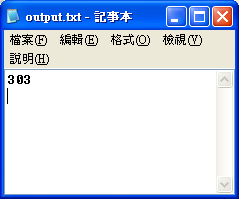 output.txt - 記事本
檔案(F) 編輯(E) 格式(O) 檢視(V)
說明(H)
303